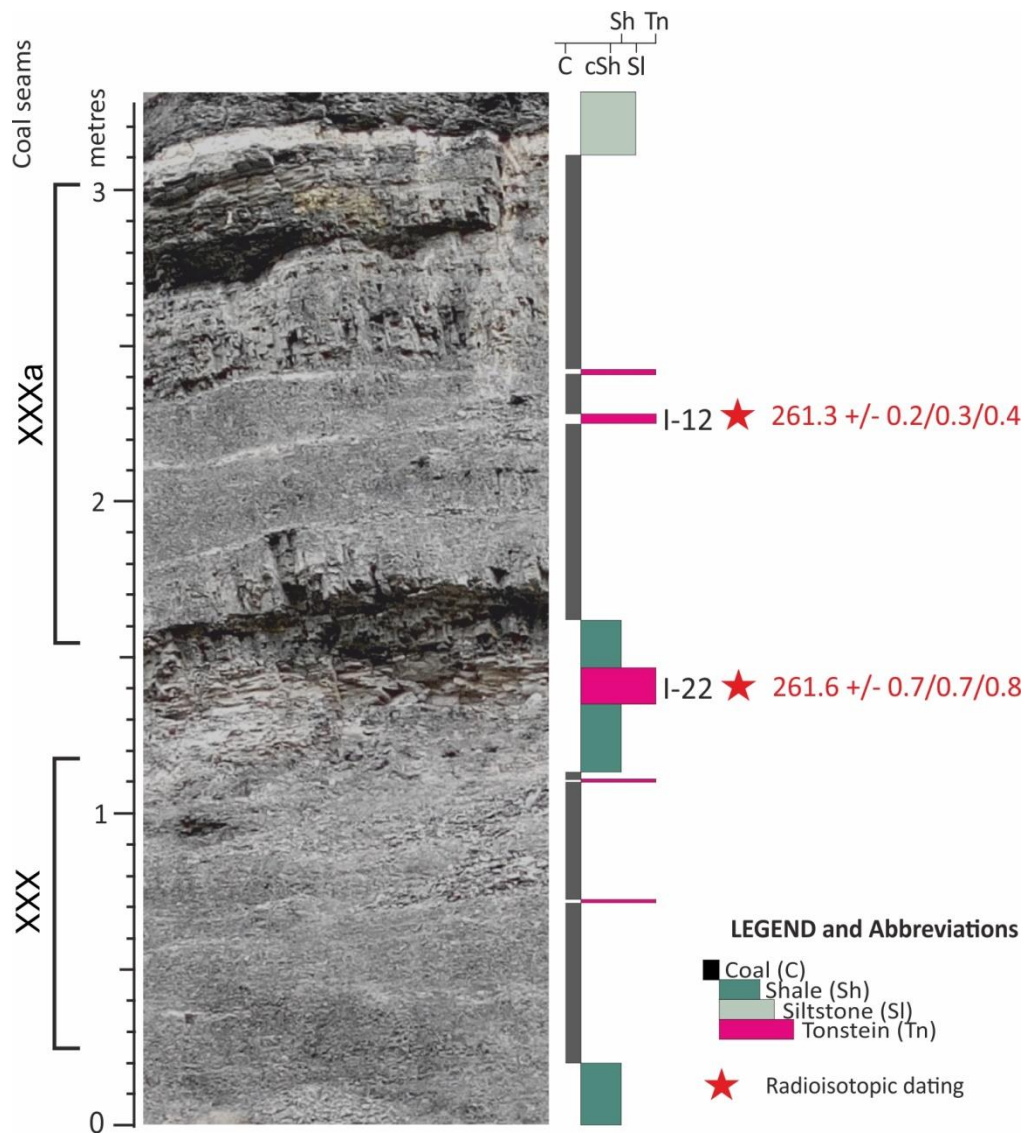 Coal seams
metres
Sh Tn
C cSh Sl
3
XXXa
I-12 261.3 +/- 0.2/0.3/0.4
2
I-22 261.6 +/- 0.7/0.7/0.8
1
XXX
0
LEGEND and Abbreviations
Coal (C)
Shale (Sh)
Siltstone (Sl)
Tonstein (Tn)
Radioisotopic dating